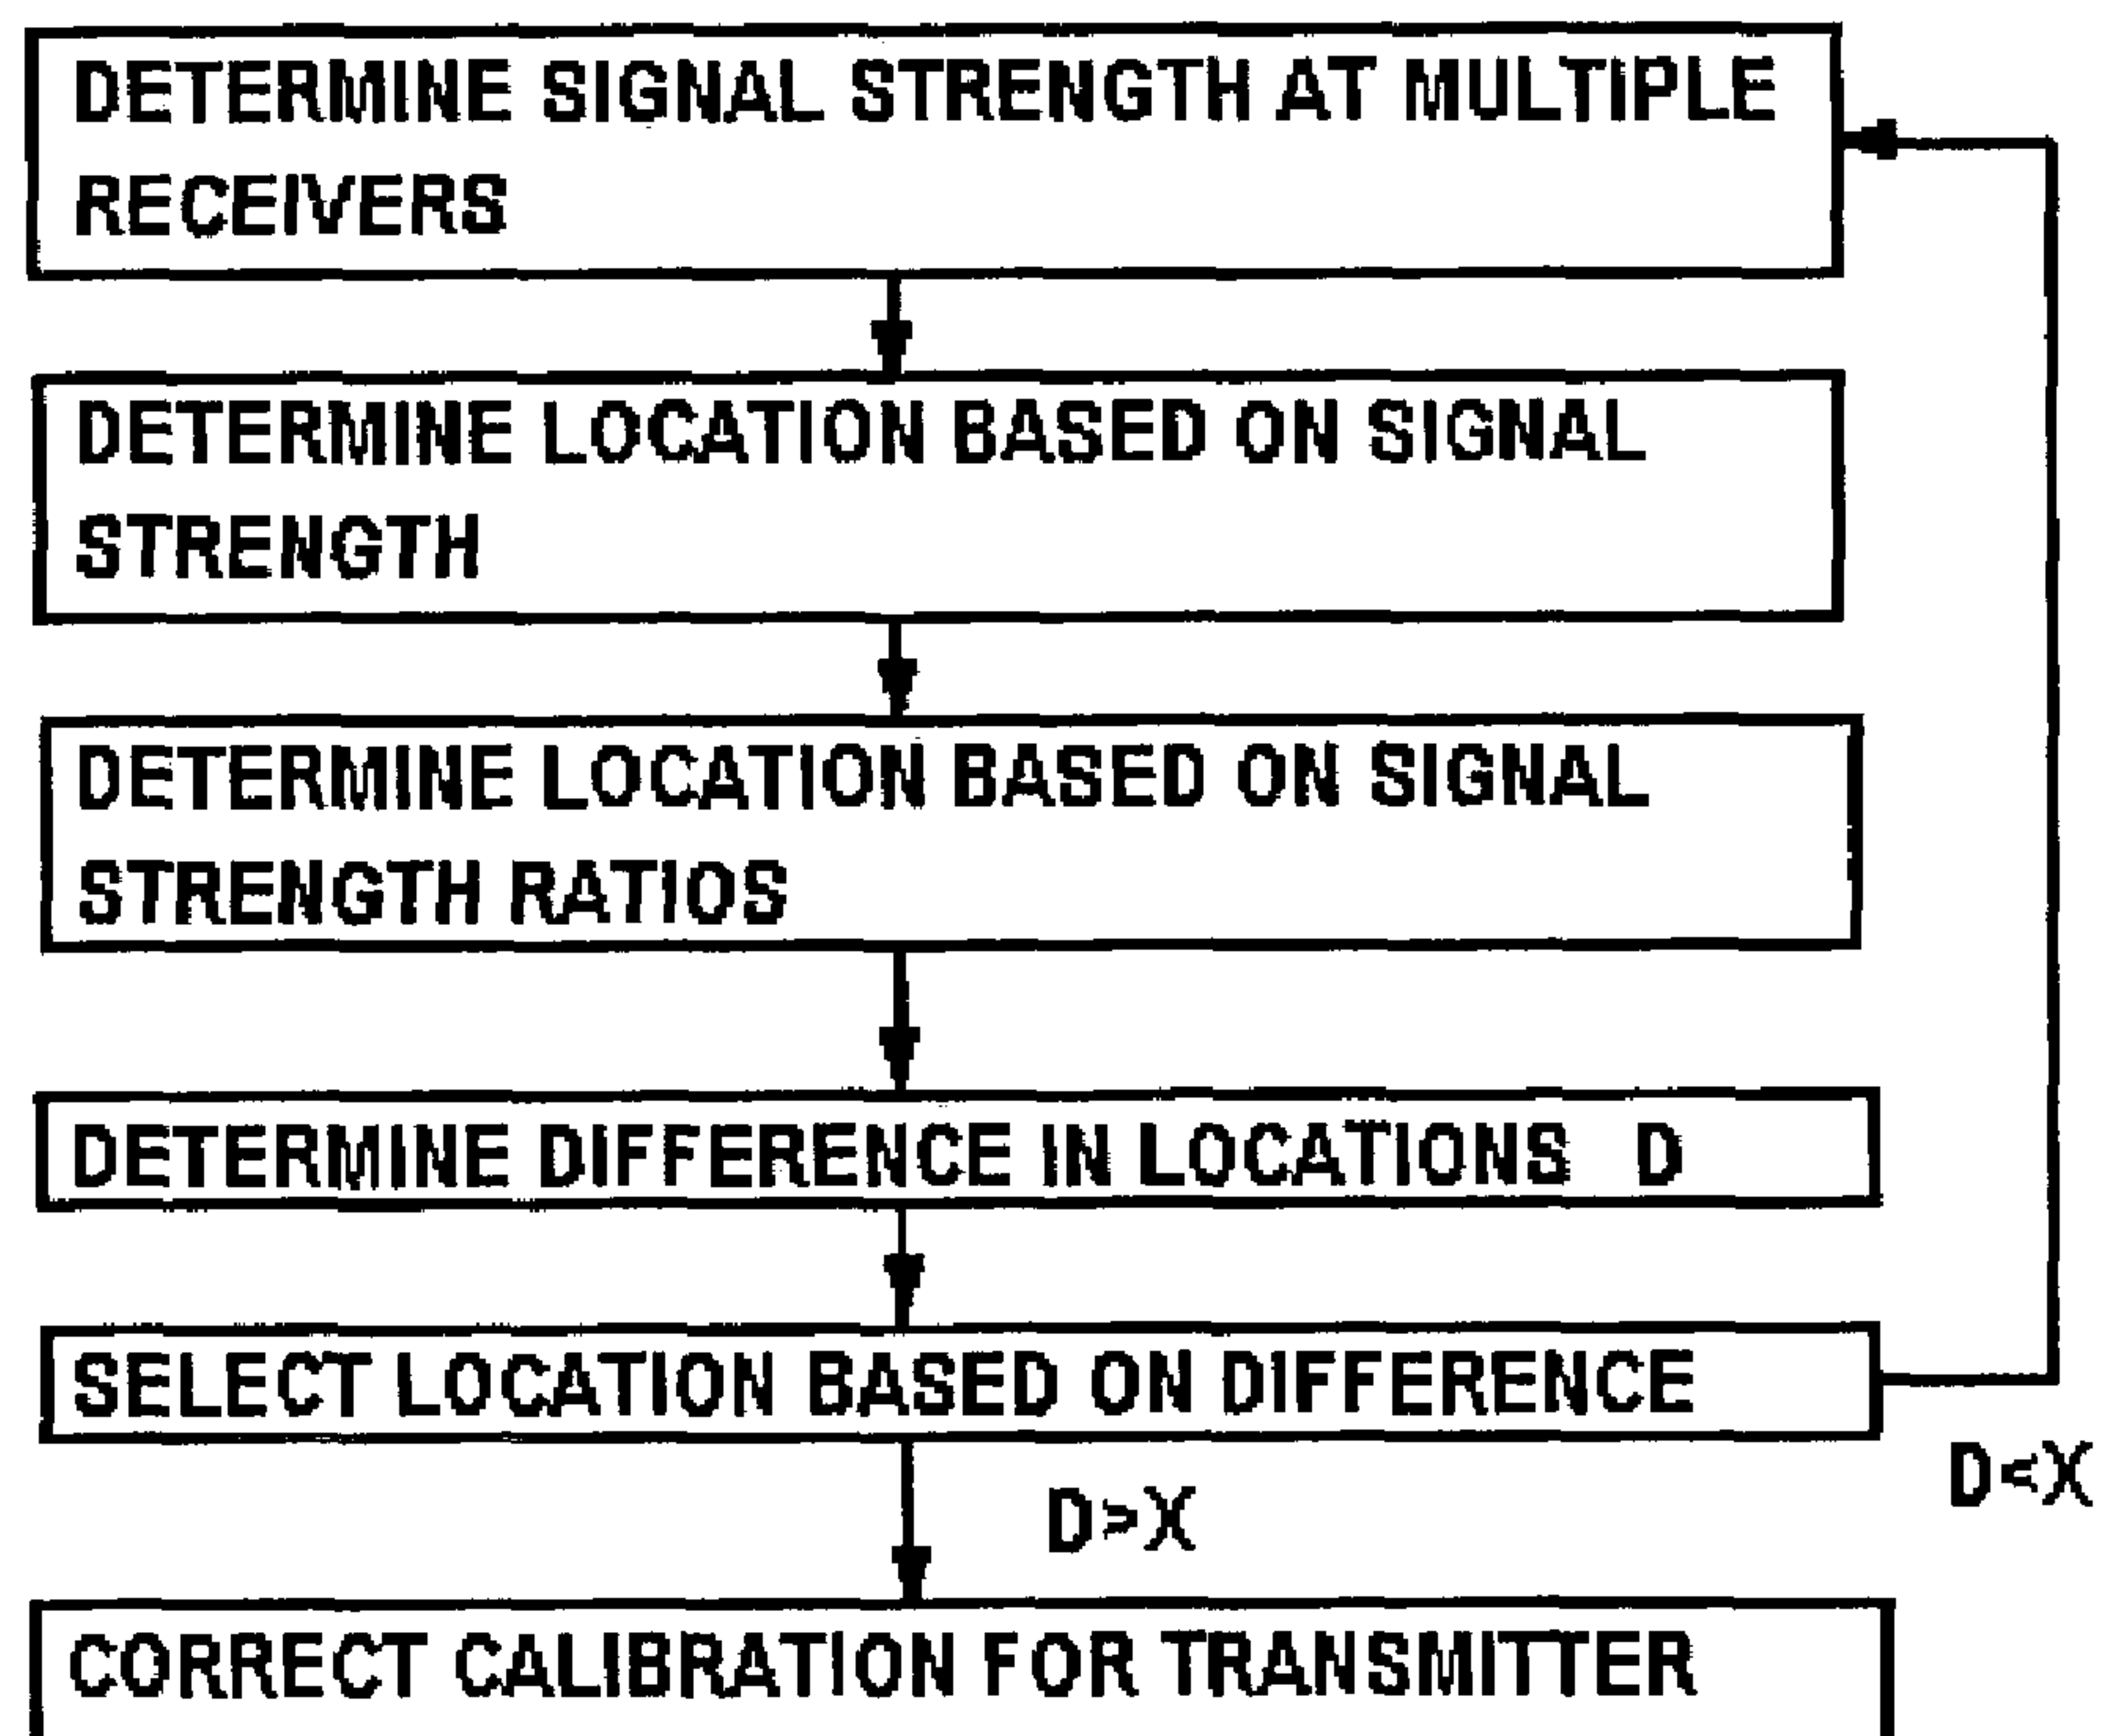 DETERMINE SIGNAL STRENGTH AT MULTIPLE
RECEIVERS
DETERMINE LOCATION BASED ON SIGNAL
STRENGTH
DETERMINE LOCATION BASED ON SIGNAL
STRENGTH RATIOS
DETERMINE DIFFERENCE IN LOCATIONS D
SELECT LOCATION BASED ON DIFFERENCE
D<X
D>X
CORRECT CALIBRATION FOR TRANSMITTER